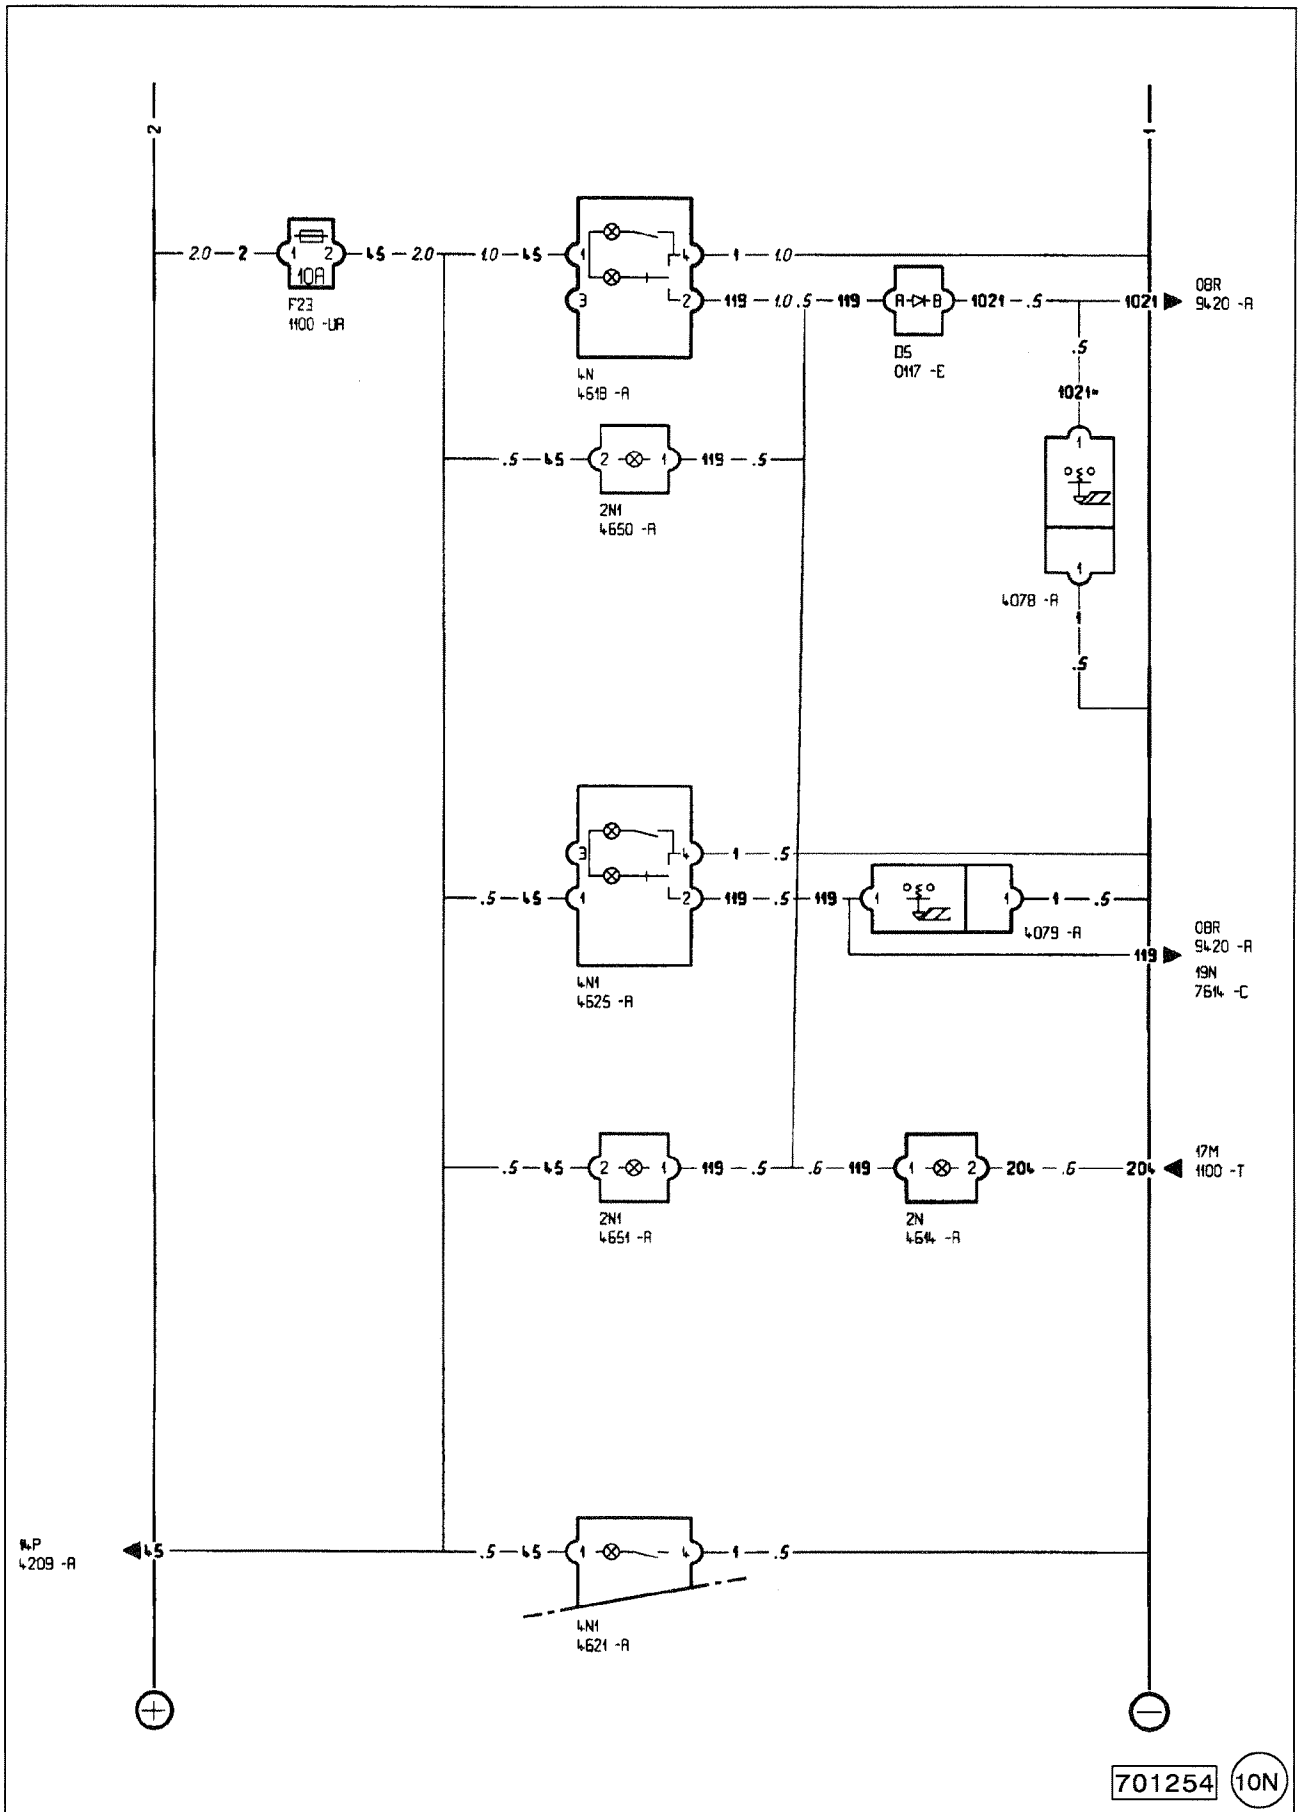 2
1
2.0 2
1 2
10A
45 2.0
1.0 45
1 4
1 1.0
3 2
119 1.0 .5 119
A B
1021 .5
1021
08R
9420 -A
F23
1100 -UA
D5
0117 -E
.5
1021*
4N
4619 -A
.5 45
2 1
119 .5
2N1
4650 -A
1
1
4078 -A
1
.5
3 4
1 .5
.5 45
1 2
119 .5 119
1 1
1 .5
4079 -A
119
08R
9420 -A
19N
7614 -C
4N1
4625 -A
.5 45
2 1
119 .5 .6 119
1 2
204 .6 204
17M
1100 -T
2N1
4651 -A
2N
4614 -A
14P
4209 -A
45
.5 45
1 4
1 .5
4N1
4621 -A
+
−
701254 10N